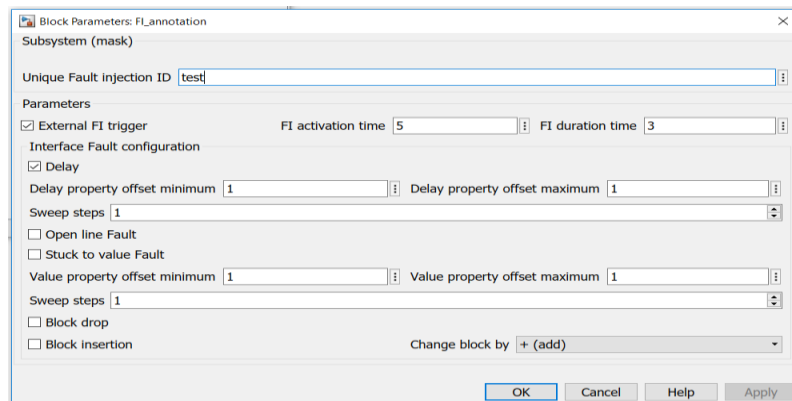 Block Parameters: FI_annotation
Subsystem (mask)
Unique Fault injection ID test
Parameters
External FI trigger FI activation time 5 FI duration time 3
Interface Fault configuration
Delay
Delay property offset minimum 1 Delay property offset maximum 1
Sweep steps 1
Open line Fault
Stuck to value Fault
Value property offset minimum 1 Value property offset maximum 1
Sweep steps 1
Block drop
Block insertion Change block by + (add)
OK Cancel Help Apply